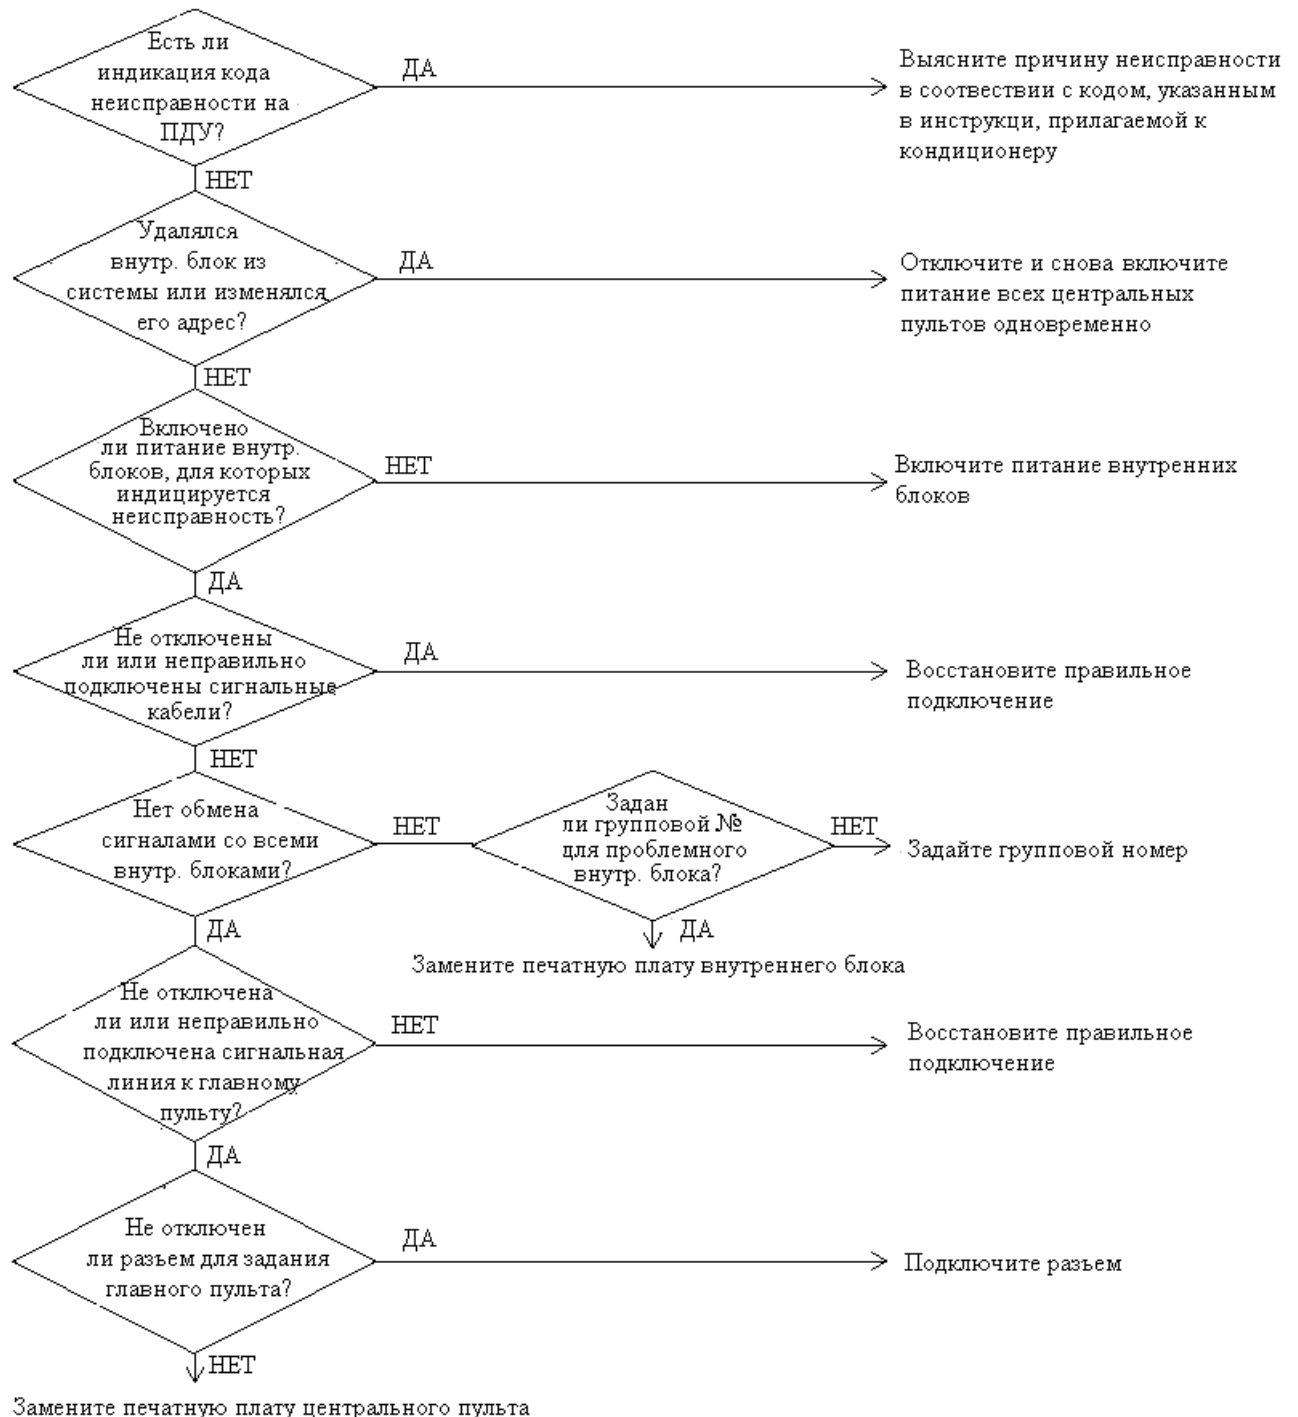 Есть ли
индикация кода
неисправности на
ПДУ?
ДА
Выясните причину неисправности
в соотвествии с кодом, указанным
в инструкци, прилагаемой к
кондиционеру
НЕТ
Удалялся
внутр. блок из
системы или изменялся
его адрес?
ДА
Отключите и снова включите
питание всех центральных
пультов одновременно
НЕТ
Включено
ли питание внутр.
блоков, для которых
индицируется
неисправность?
НЕТ
Включите питание внутренних
блоков
ДА
Не отключены
ли или неправильно
подключены сигнальные
кабели?
ДА
Восстановите правильное
подключение
НЕТ
Нет обмена
сигналами со всеми
внутр. блоками?
НЕТ
Задан
ли групповой №
для проблемного
внутр. блока?
НЕТ
Задайте групповой номер
ДА
ДА
Замените печатную плату внутреннего блока
Не отключена
ли или неправильно
подключена сигнальная
линия к главному
пульту?
НЕТ
Восстановите правильное
подключение
ДА
Не отключен
ли разьем для задания
главного пульта?
ДА
Подключите разьем
НЕТ
Замените печатную плату центрального пульта